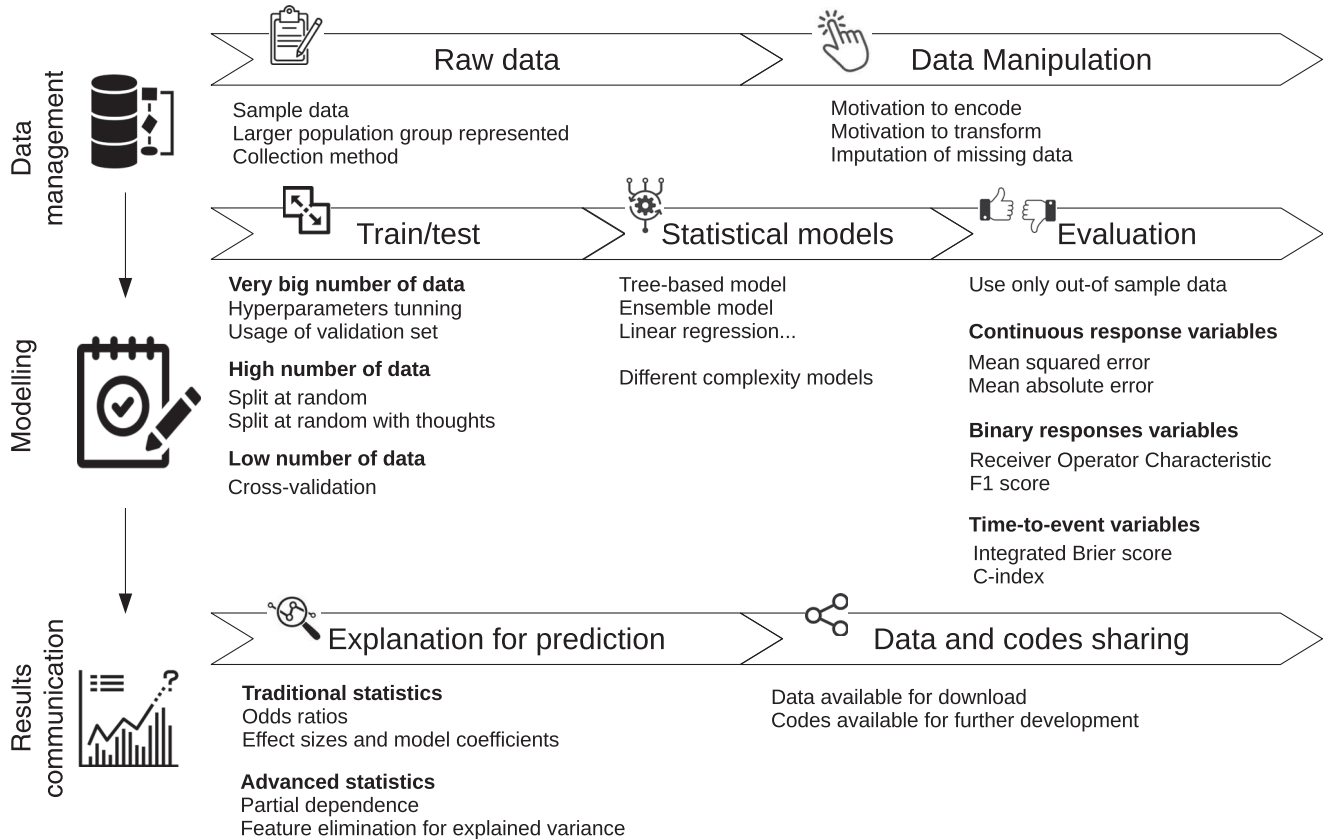 Data
management
Raw data
Data Manipulation
Sample data
Larger population group represented
Collection method
Motivation to encode
Motivation to transform
Imputation of missing data
Modelling
Train/test
Statistical models
Evaluation
Very big number of data
Hyperparameters tunning
Usage of validation set
High number of data
Split at random
Split at random with thoughts
Low number of data
Cross-validation
Tree-based model
Ensemble model
Linear regression...
Different complexity models
Use only out-of sample data
Continuous response variables
Mean squared error
Mean absolute error
Binary responses variables
Receiver Operator Characteristic
F1 score
Time-to-event variables
Integrated Brier score
C-index
Results
communication
?
Explanation for prediction
Data and codes sharing
Traditional statistics
Odds ratios
Effect sizes and model coefficients
Advanced statistics
Partial dependence
Feature elimination for explained variance
Data available for download
Codes available for further development